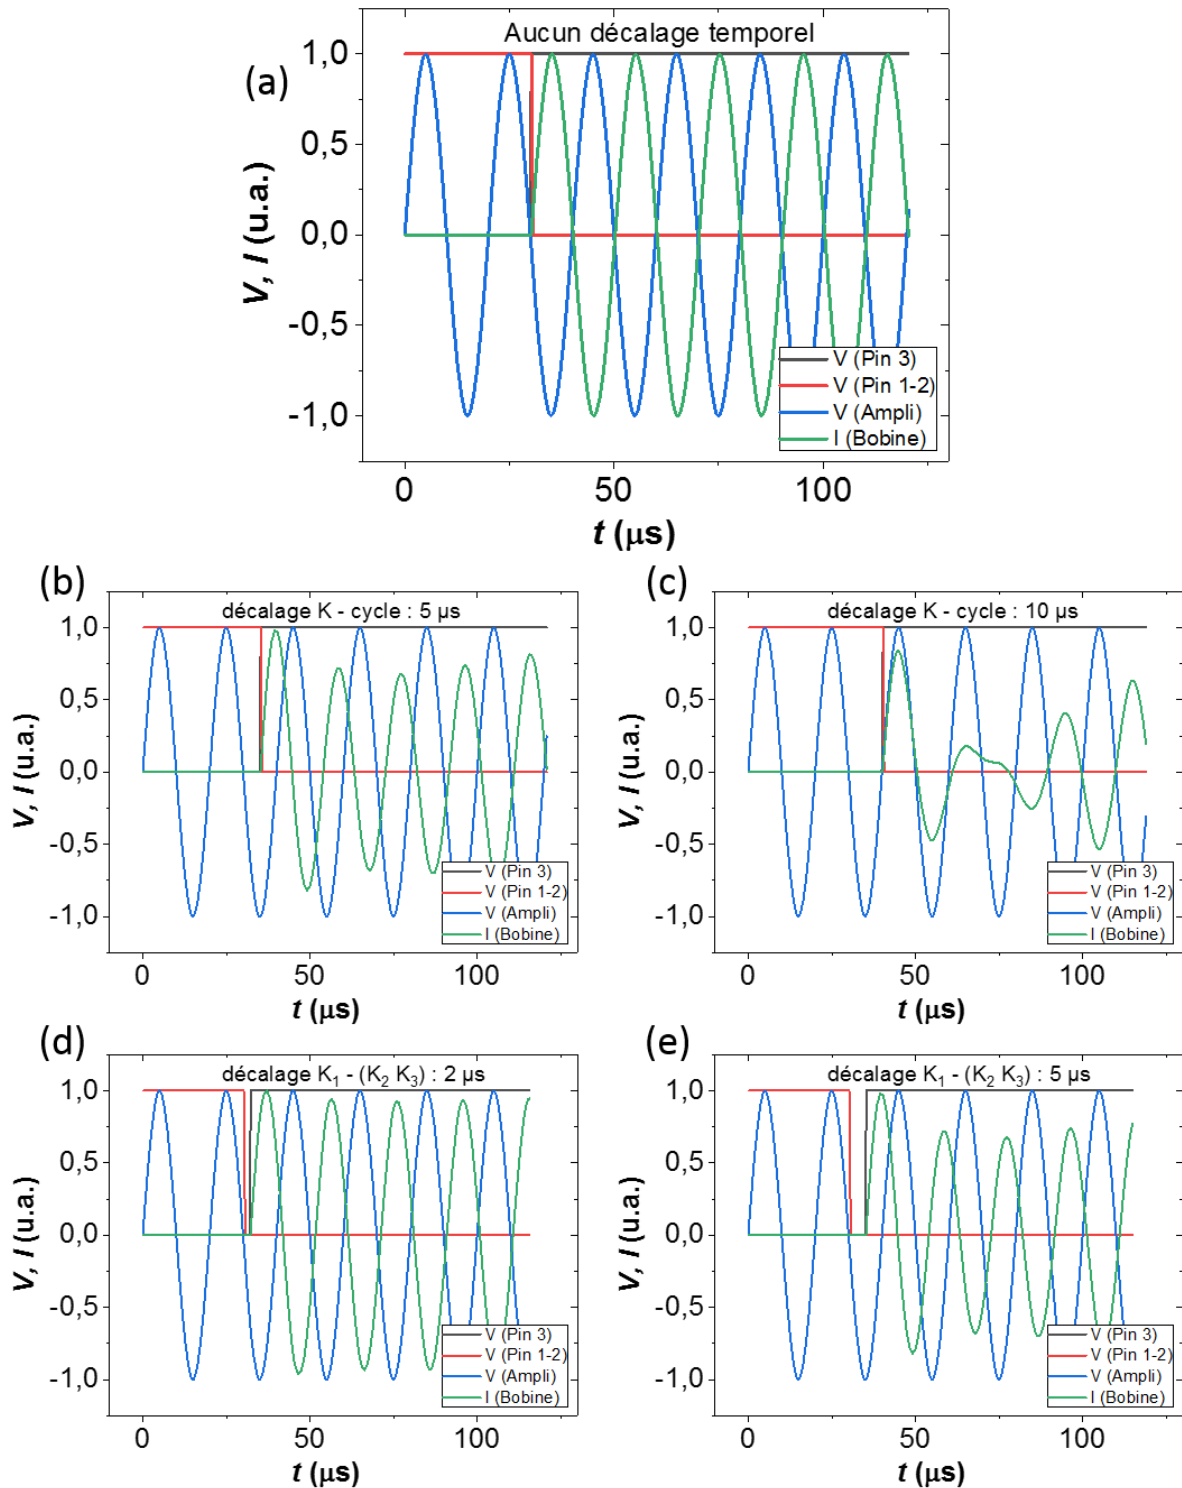 (a)
Aucun décalage temporel
1,0
0,5
0,0
-0,5
-1,0
V, I (u.a.)
V (Pin 3)
V (Pin 1-2)
V (Ampli)
I (Bobine)
0
50
100
t (μs)
(b)
décalage K - cycle : 5 μs
1,0
0,5
0,0
-0,5
-1,0
V, I (u.a.)
V (Pin 3)
V (Pin 1-2)
V (Ampli)
I (Bobine)
0
50
100
t (μs)
(c)
décalage K - cycle : 10 μs
1,0
0,5
0,0
-0,5
-1,0
V, I (u.a.)
V (Pin 3)
V (Pin 1-2)
V (Ampli)
I (Bobine)
0
50
100
t (μs)
(d)
décalage K₁ - (K₂ K₃) : 2 μs
1,0
0,5
0,0
-0,5
-1,0
V, I (u.a.)
V (Pin 3)
V (Pin 1-2)
V (Ampli)
I (Bobine)
0
50
100
t (μs)
(e)
décalage K₁ - (K₂ K₃) : 5 μs
1,0
0,5
0,0
-0,5
-1,0
V, I (u.a.)
V (Pin 3)
V (Pin 1-2)
V (Ampli)
I (Bobine)
0
50
100
t (μs)